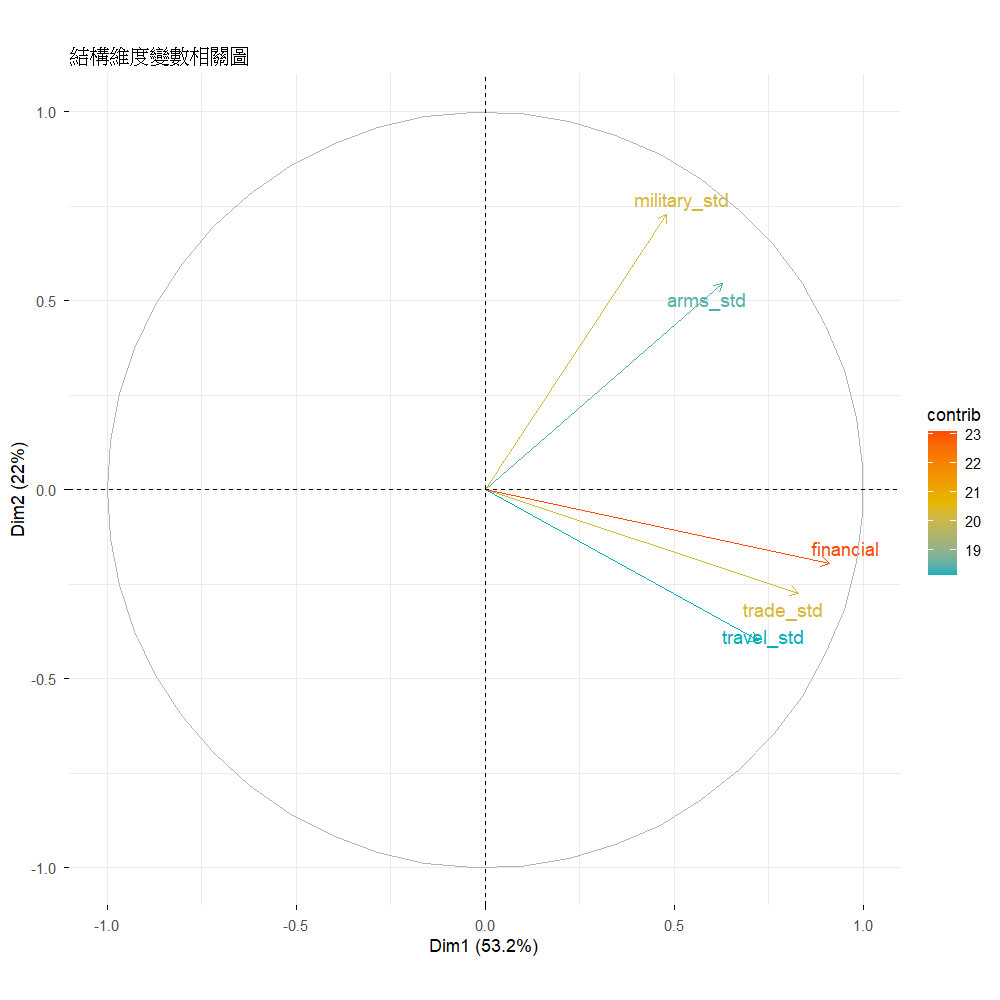 結構維度變數相關圖
1.0
military_std
0.5
arms_std
contrib
23
22
21
20
19
Dim2 (22%)
0.0
financial
trade_std
travel_std
-0.5
-1.0
-1.0
-0.5
0.0
0.5
1.0
Dim1 (53.2%)